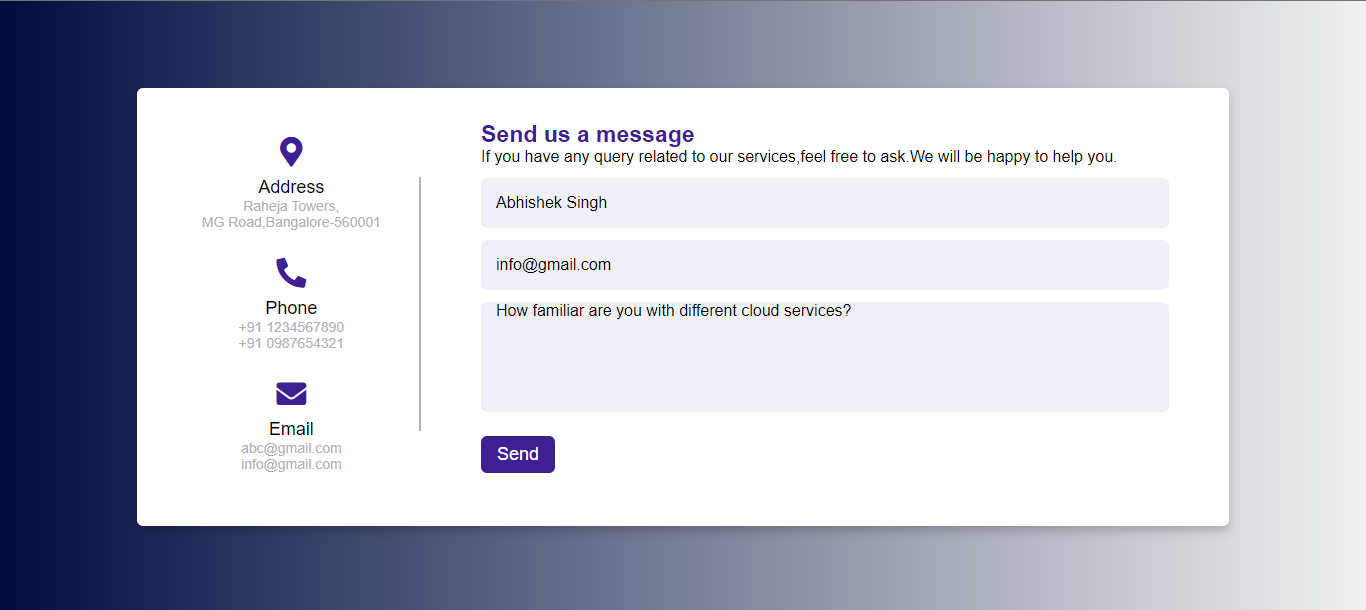 Address
Raheja Towers,
MG Road,Bangalore-560001
Phone
+91 1234567890
+91 0987654321
Email
abc@gmail.com
info@gmail.com
Send us a message
If you have any query related to our services,feel free to ask.We will be happy to help you.
Abhishek Singh
info@gmail.com
How familiar are you with different cloud services?
Send